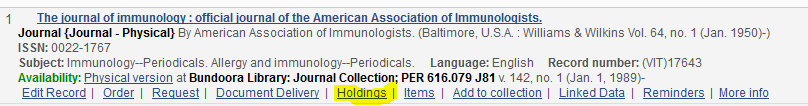 1 The journal of immunology : official journal of the American Association of Immunologists.
Journal {Journal - Physical} By American Association of Immunologists. (Baltimore, U.S.A. : Williams & Wilkins Vol. 64, no. 1 (Jan. 1950)-)
ISSN: 0022-1767
Subject: Immunology--Periodicals. Allergy and immunology--Periodicals. Language: English Record number: (VIT)17643
Availability: Physical version at Bundoora Library: Journal Collection; PER 616.079 J81 v. 142, no. 1 (Jan. 1, 1989)-
Edit Record | Order | Request | Document Delivery | Holdings | Items | Add to collection | Linked Data | Reminders | More info